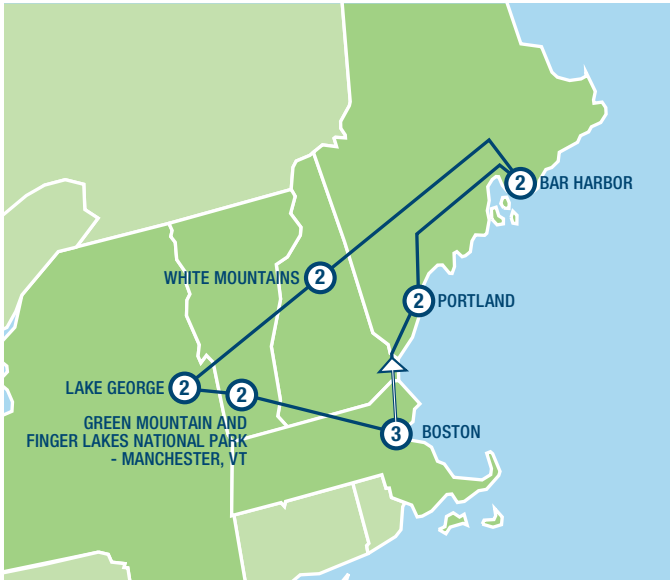 2 BAR HARBOR
WHITE MOUNTAINS 2
2 PORTLAND
LAKE GEORGE 2
2
GREEN MOUNTAIN AND
FINGER LAKES NATIONAL PARK
- MANCHESTER, VT
3 BOSTON